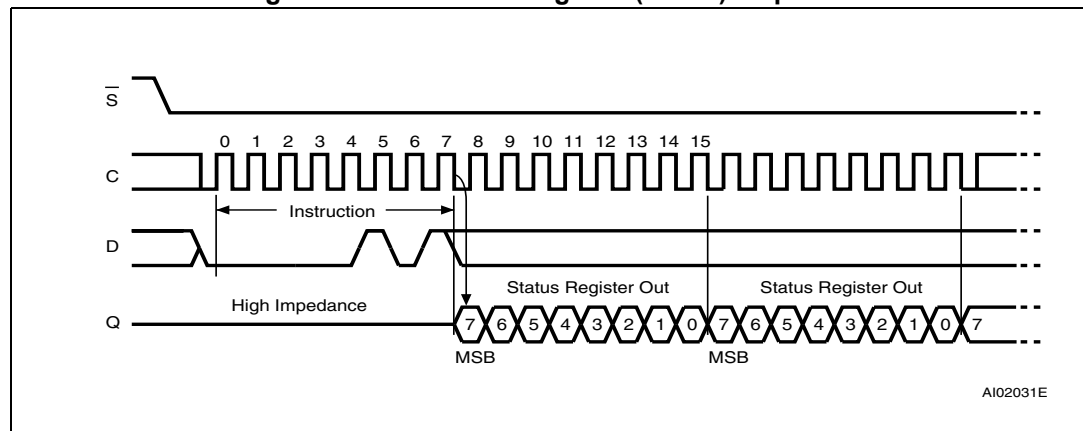 S
0 1 2 3 4 5 6 7 8 9 10 11 12 13 14 15
C
Instruction
D
Status Register Out Status Register Out
High Impedance
Q 7 6 5 4 3 2 1 0 7 6 5 4 3 2 1 0 7
MSB MSB
AI02031E